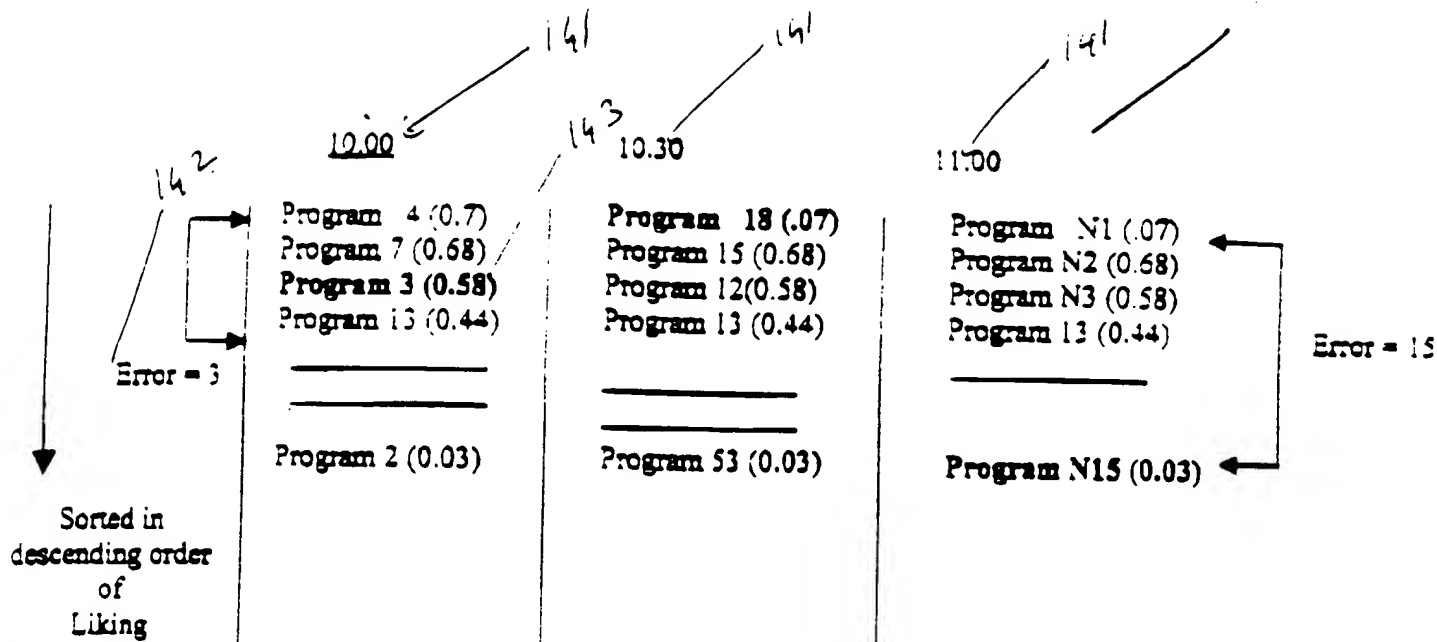 141
141
141
10.00
143
10.30
11.00
142
Program 4 (0.7)
Program 7 (0.68)
Program 3 (0.58)
Program 13 (0.44)
Error = 3
Program 2 (0.03)
Program 18 (.07)
Program 15 (0.68)
Program 12(0.58)
Program 13 (0.44)
Program 53 (0.03)
Program N1 (.07)
Program N2 (0.68)
Program N3 (0.58)
Program 13 (0.44)
Program N15 (0.03)
Error = 15
Sorted in
descending order
of
Liking